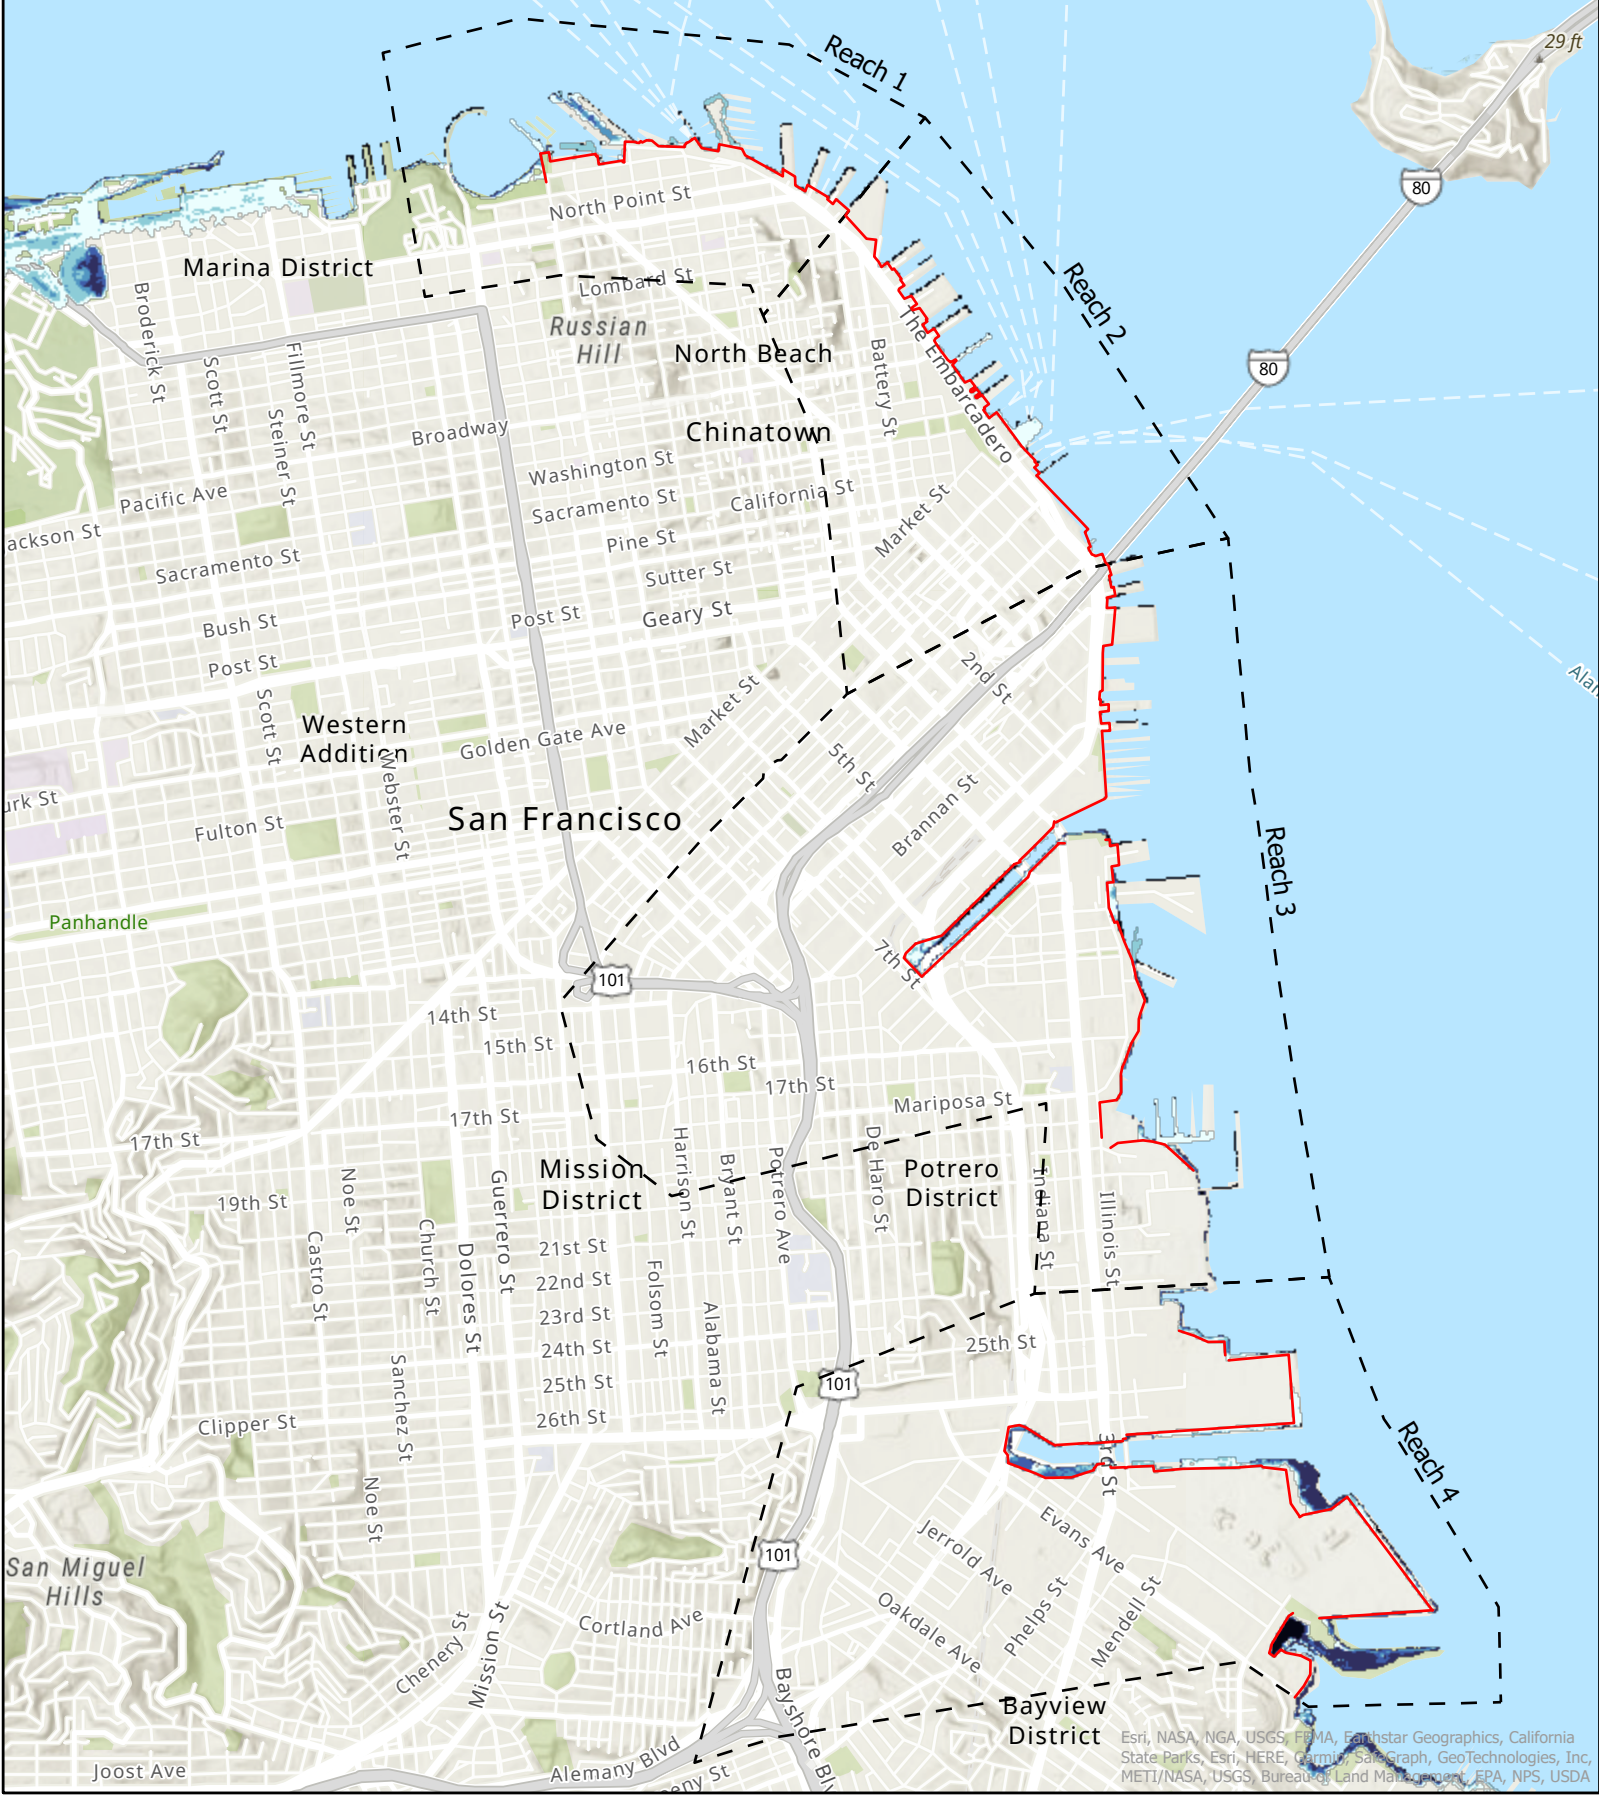 29 ft
Reach 1
80
North Point St
Marina District
Lombard St
Reach 2
Broderick St
Russian
Hill
North Beach
The Embarcadero
Battery St
80
Scott St
Fillmore St
Steiner St
Broadway
Chinatown
Washington St
Pacific Ave
Sacramento St
California St
Market St
ackson St
Pine St
Sacramento St
Sutter St
Bush St
Post St
Geary St
Post St
2nd St
Alan
Scott St
Western
Addition
Market St
Golden Gate Ave
Webster St
5th St
urk St
Brannan St
San Francisco
Fulton St
Reach 3
Panhandle
7th St
101
14th St
15th St
16th St
17th St
Mariposa St
17th St
17th St
Mission
District
Harrison St
Bryant St
Potrero Ave
De Haro St
Potrero
District
Indiana St
Illinois St
19th St
Noe St
Guerrero St
Castro St
Church St
Dolores St
21st St
22nd St
23rd St
24th St
25th St
26th St
Folsom St
Alabama St
25th St
101
Sanchez St
Clipper St
3rd St
Reach 4
Noe St
Evans Ave
Jerrold Ave
101
San Miguel
Hills
Phelps St
Mendell St
Oakdale Ave
Cortland Ave
Chenery St
Mission St
Bayshore Blv
Bayview
District
Alemany Blvd
Joost Ave
eny St
Esri, NASA, NGA, USGS, FEMA, Earthstar Geographics, California
State Parks, Esri, HERE, Garmin, SafeGraph, GeoTechnologies, Inc,
METI/NASA, USGS, Bureau of Land Management, EPA, NPS, USDA